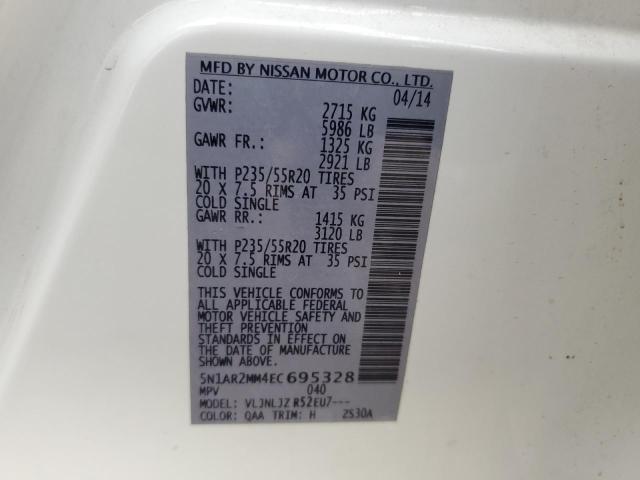 MFD BY NISSAN MOTOR CO., LTD.
DATE: 04/14
GVWR: 2715 KG
5986 LB
GAWR FR.: 1325 KG
2921 LB
WITH P235/55R20 TIRES
20 X 7.5 RIMS AT 35 PSI
COLD SINGLE
GAWR RR.: 1415 KG
3120 LB
WITH P235/55R20 TIRES
20 X 7.5 RIMS AT 35 PSI
COLD SINGLE
THIS VEHICLE CONFORMS TO
ALL APPLICABLE FEDERAL
MOTOR VEHICLE SAFETY AND
THEFT PREVENTION
STANDARDS IN EFFECT ON
THE DATE OF MANUFACTURE
SHOWN ABOVE.
5N1AR2MM4EC695328
MPV 040
MODEL: VLJNLJZ R52EU7---
COLOR: QAA TRIM: H 2S30A